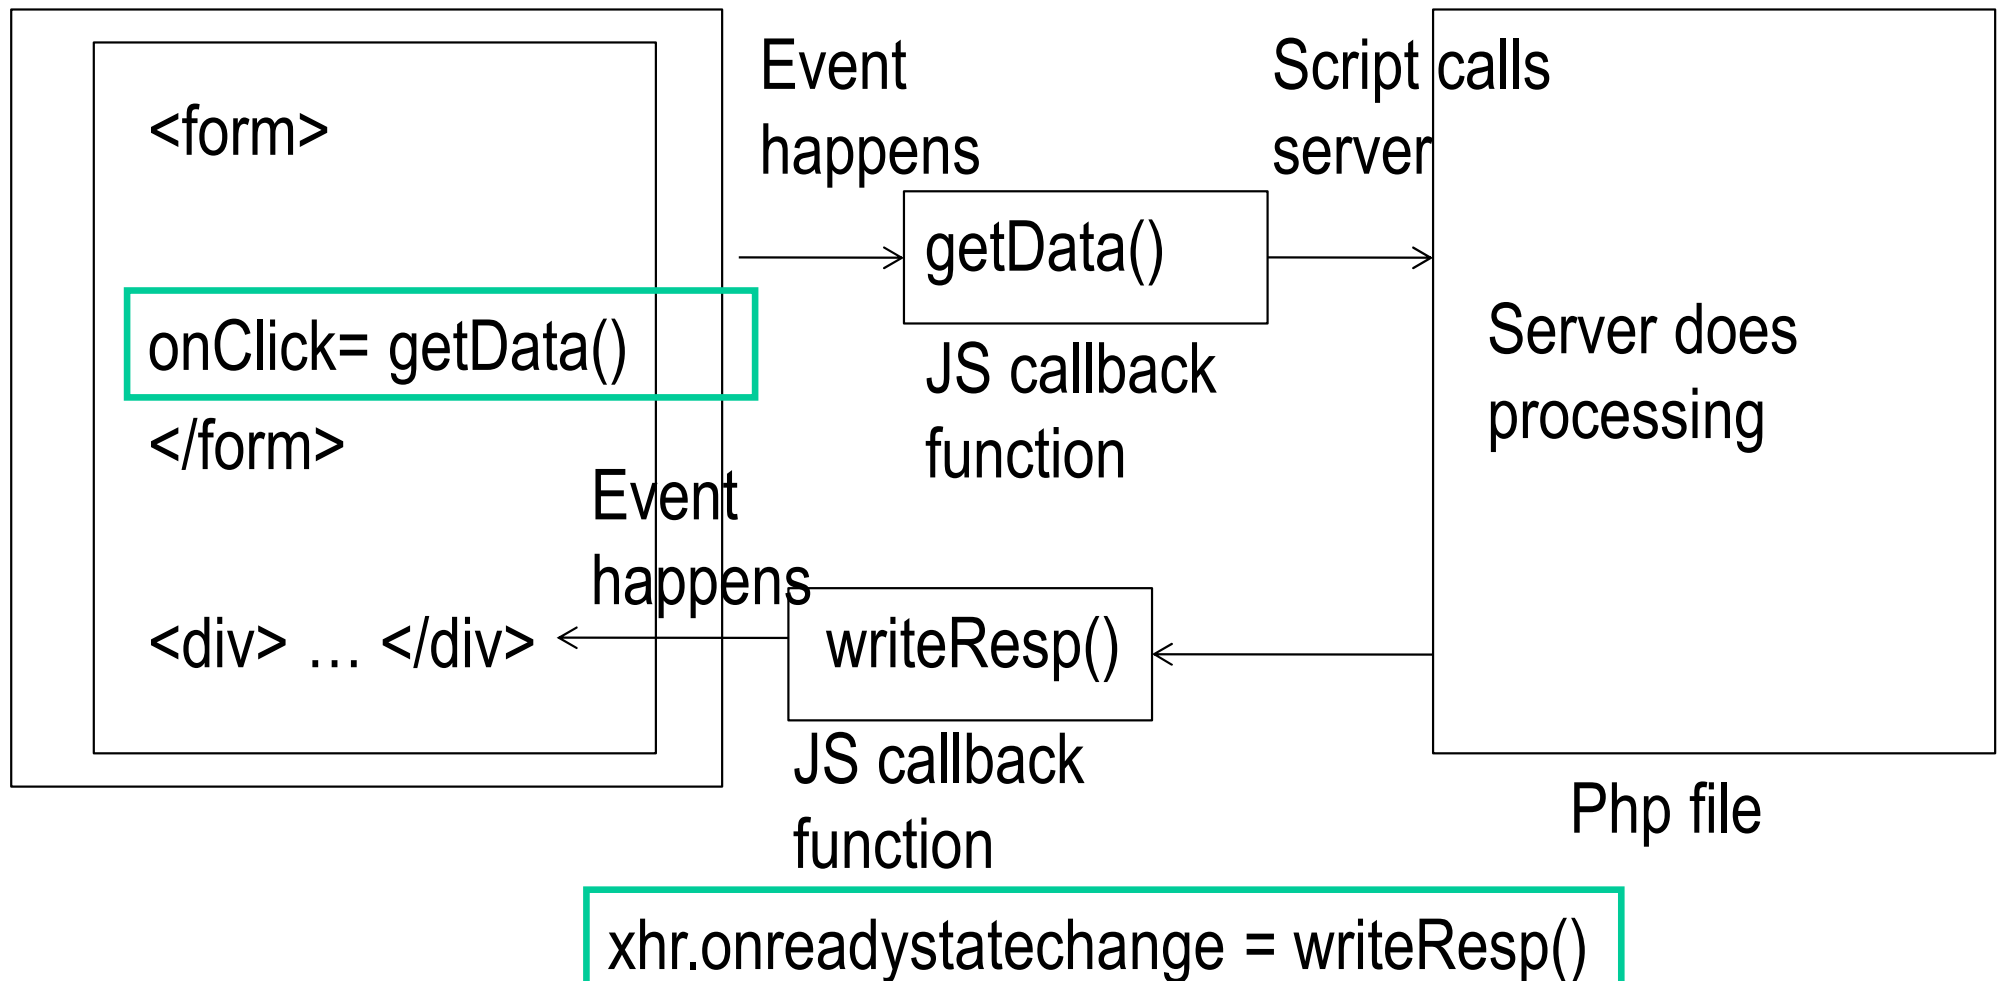 <form>
onClick= getData()
</form>
<div> … </div>
Event
happens
getData()
JS callback
function
Script calls
server
Server does
processing
Php file
Event
happens
writeResp()
JS callback
function
xhr.onreadystatechange = writeResp()